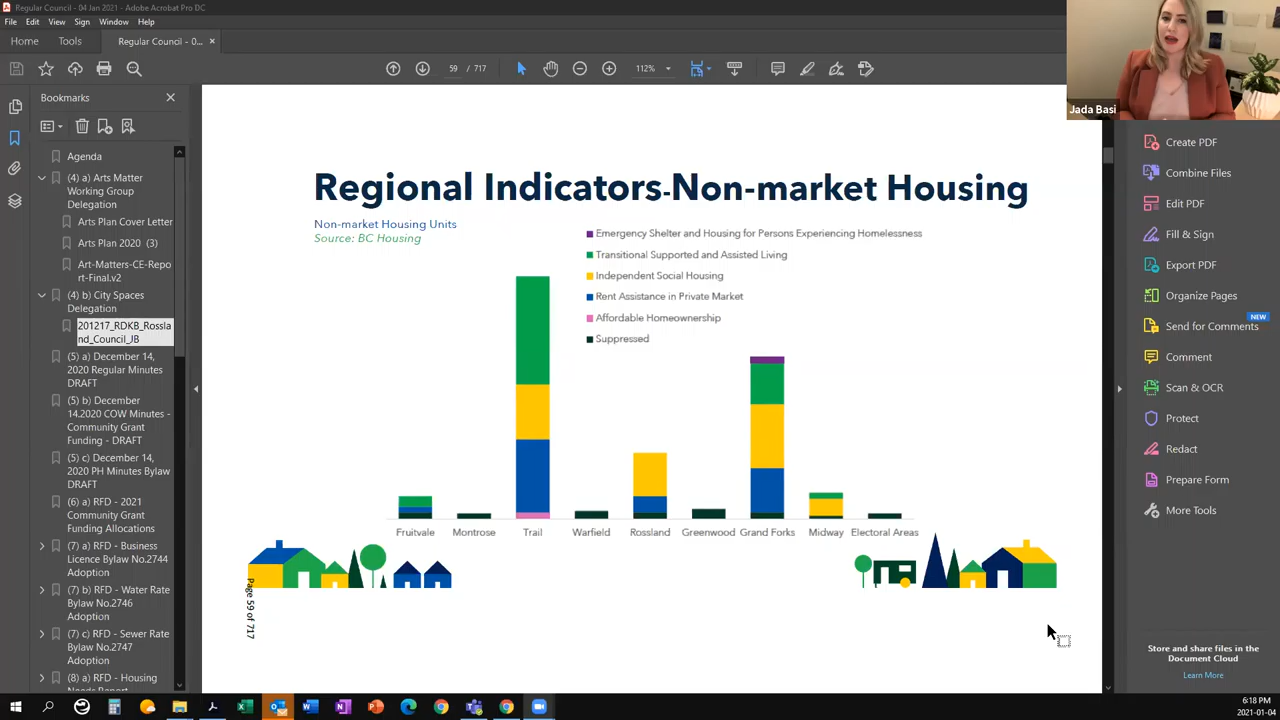 Regular Council - 04 Jan 2021 - Adobe Acrobat Pro DC
File Edit View Sign Window Help
Home Tools Regular Council - 0... ×
59 / 717 112%
Bookmarks
Agenda
(4) a) Arts Matter
Working Group
Delegation
Arts Plan Cover Letter
Arts Plan 2020 (3)
Art-Matters-CE-Repo
rt-Final.v2
(4) b) City Spaces
Delegation
201217_RDKB_Rossla
nd_Council_JB
(5) a) December 14,
2020 Regular Minutes
DRAFT
(5) b) December
14.2020 COW Minutes -
Community Grant
Funding - DRAFT
(5) c) December 14,
2020 PH Minutes Bylaw
DRAFT
(6) a) RFD - 2021
Community Grant
Funding Allocations
(7) a) RFD - Business
Licence Bylaw No.2744
Adoption
(7) b) RFD - Water Rate
Bylaw No.2746
Adoption
(7) c) RFD - Sewer Rate
Bylaw No.2747
Adoption
(8) a) RFD - Housing
Needs Report
Regional Indicators-Non-market Housing
Non-market Housing Units
Source: BC Housing
Emergency Shelter and Housing for Persons Experiencing Homelessness
Transitional Supported and Assisted Living
Independent Social Housing
Rent Assistance in Private Market
Affordable Homeownership
Suppressed
Fruitvale Montrose Trail Warfield Rossland Greenwood Grand Forks Midway Electoral Areas
Page 59 of 717
Jada Basi
Create PDF
Combine Files
Edit PDF
Fill & Sign
Export PDF
Organize Pages
NEW
Send for Comments
Comment
Scan & OCR
Protect
Redact
Prepare Form
More Tools
Store and share files in the
Document Cloud
Learn More
6:18 PM
2021-01-04